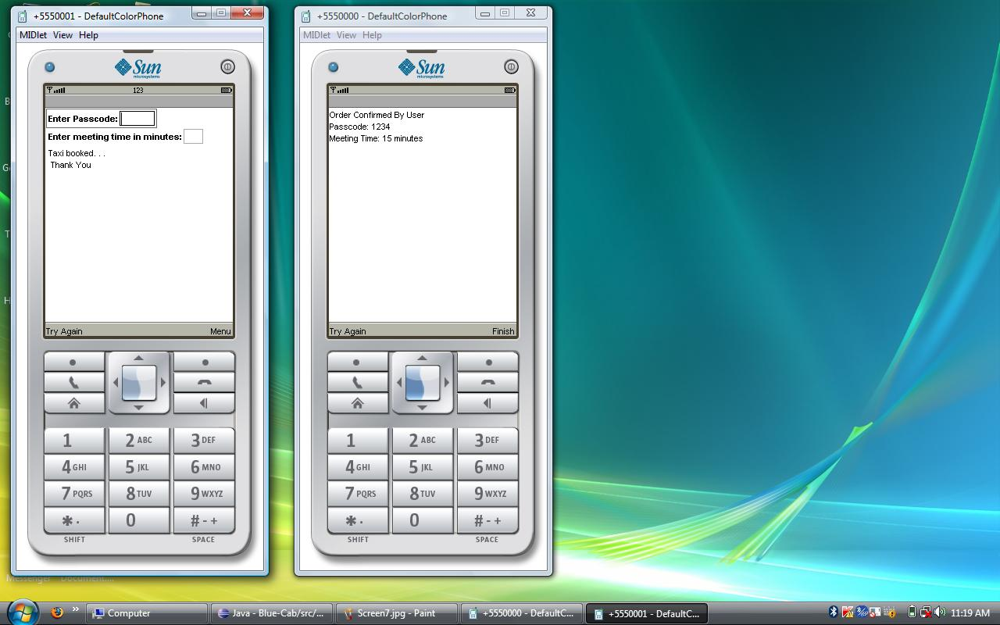 +5550001 - DefaultColorPhone
MIDlet View Help
Sun
microsystems
123
Enter Passcode:
Enter meeting time in minutes:
Taxi booked. . .
Thank You
Try Again Menu
1 2 ABC 3 DEF
4 GHI 5 JKL 6 MNO
7 PQRS 8 TUV 9 WXYZ
* . 0 # - +
SHIFT SPACE
+5550000 - DefaultColorPhone
MIDlet View Help
Sun
microsystems
Order Confirmed By User
Passcode: 1234
Meeting Time: 15 minutes
Try Again Finish
1 2 ABC 3 DEF
4 GHI 5 JKL 6 MNO
7 PQRS 8 TUV 9 WXYZ
* . 0 # - +
SHIFT SPACE
Messenger Document....
Computer
Java - Blue-Cab/src/...
Screen7.jpg - Paint
+5550000 - DefaultC...
+5550001 - DefaultC...
11:19 AM